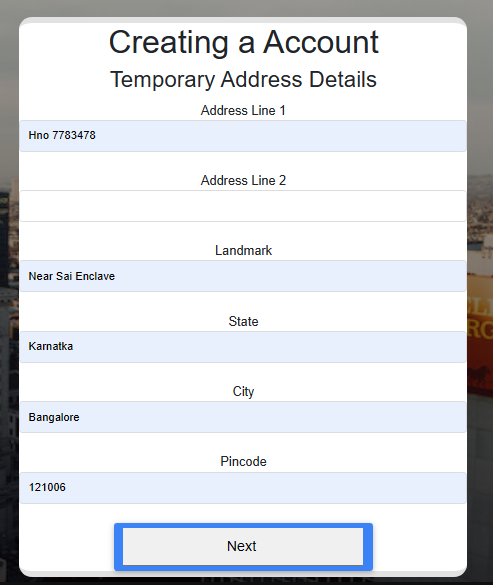 Creating a Account
Temporary Address Details
Address Line 1
Hno 7783478
Address Line 2
Landmark
Near Sai Enclave
State
Karnatka
City
Bangalore
Pincode
121006
Next